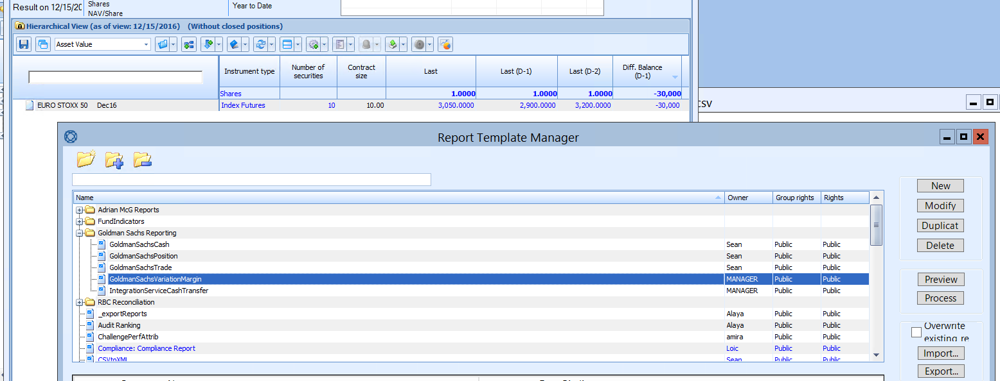 Result on 12/15/20
Shares
NAV/Share
Year to Date
Hierarchical View (as of view: 12/15/2016) (Without closed positions)
Asset Value
Instrument type Number of securities Contract size Last Last (D-1) Last (D-2) Diff. Balance (D-1)
Shares 1.0000 1.0000 1.0000 -30,000
EURO STOXX 50 Dec16 Index Futures 10 10.00 3,050.0000 2,900.0000 3,200.0000 -30,000
CSV
Report Template Manager
Name Owner Group rights Rights
Adrian McG Reports
FundIndicators
Goldman Sachs Reporting
GoldmanSachsCash Sean Public Public
GoldmanSachsPosition Sean Public Public
GoldmanSachsTrade Sean Public Public
GoldmanSachsVariationMargin MANAGER Public Public
IntegrationServiceCashTransfer MANAGER Public Public
RBC Reconciliation
_exportReports Alaya Public Public
Audit Ranking Alaya Public Public
ChallengePerfAttrib amira Public Public
Compliance: Compliance Report Loic Public Public
CSVtoXML Sean Public Public
New
Modify
Duplicat
Delete
Preview
Process
Overwrite
existing re
Import...
Export...